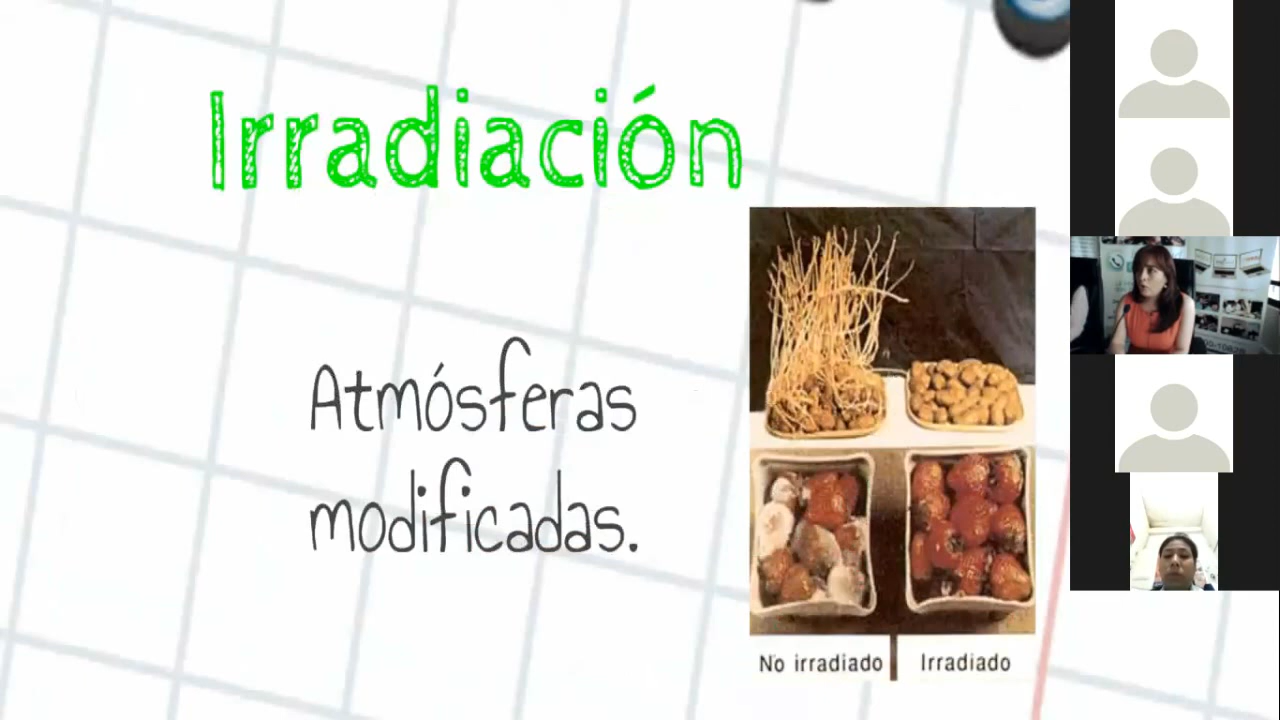 Irradiación
Atmósferas
modificadas.
No irradiado
Irradiado